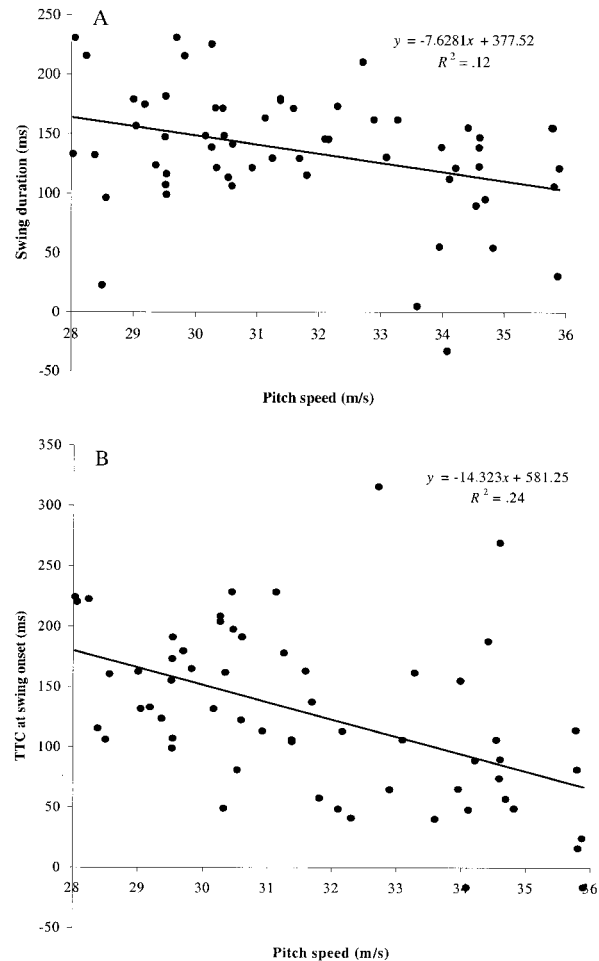 A
250
y = -7.6281x + 377.52
R² = .12
200
150
100
50
0
-50
Swing duration (ms)
28 29 30 31 32 33 34 35 36
Pitch speed (m/s)
B
350
y = -14.323x + 581.25
R² = .24
300
250
200
150
100
50
0
-50
TTC at swing onset (ms)
28 29 30 31 32 33 34 35 36
Pitch speed (m/s)